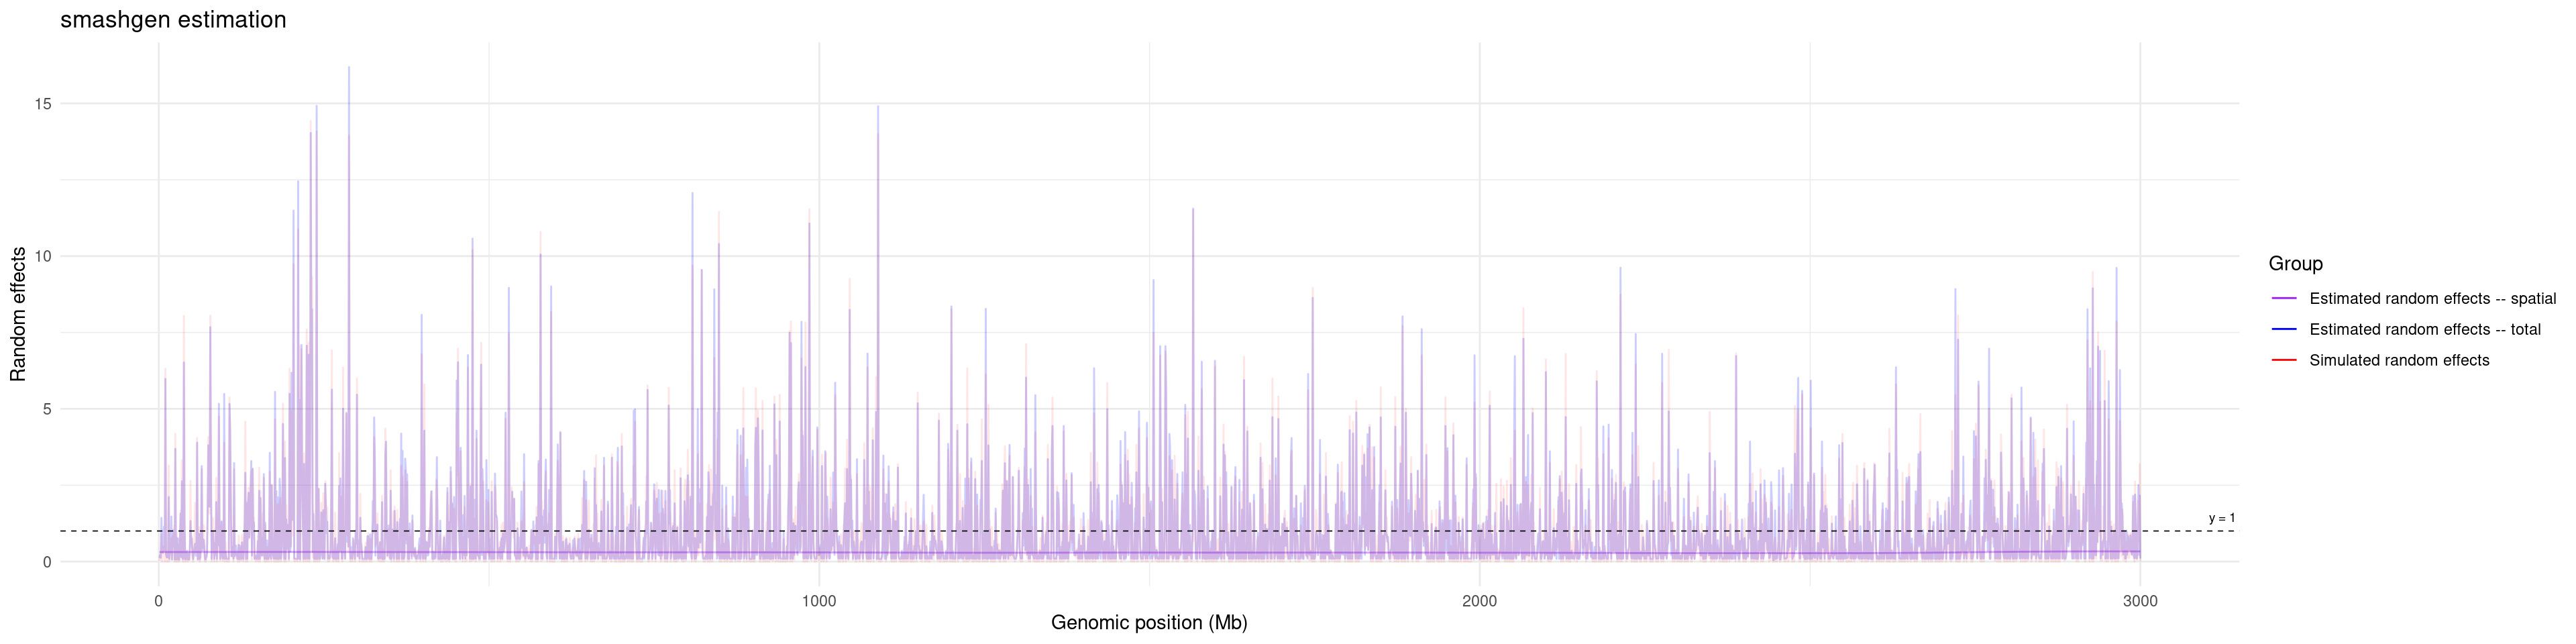 smashgen estimation
Random effects
15
10
5
0
y = 1
0
1000
2000
3000
Genomic position (Mb)
Group
Estimated random effects -- spatial
Estimated random effects -- total
Simulated random effects